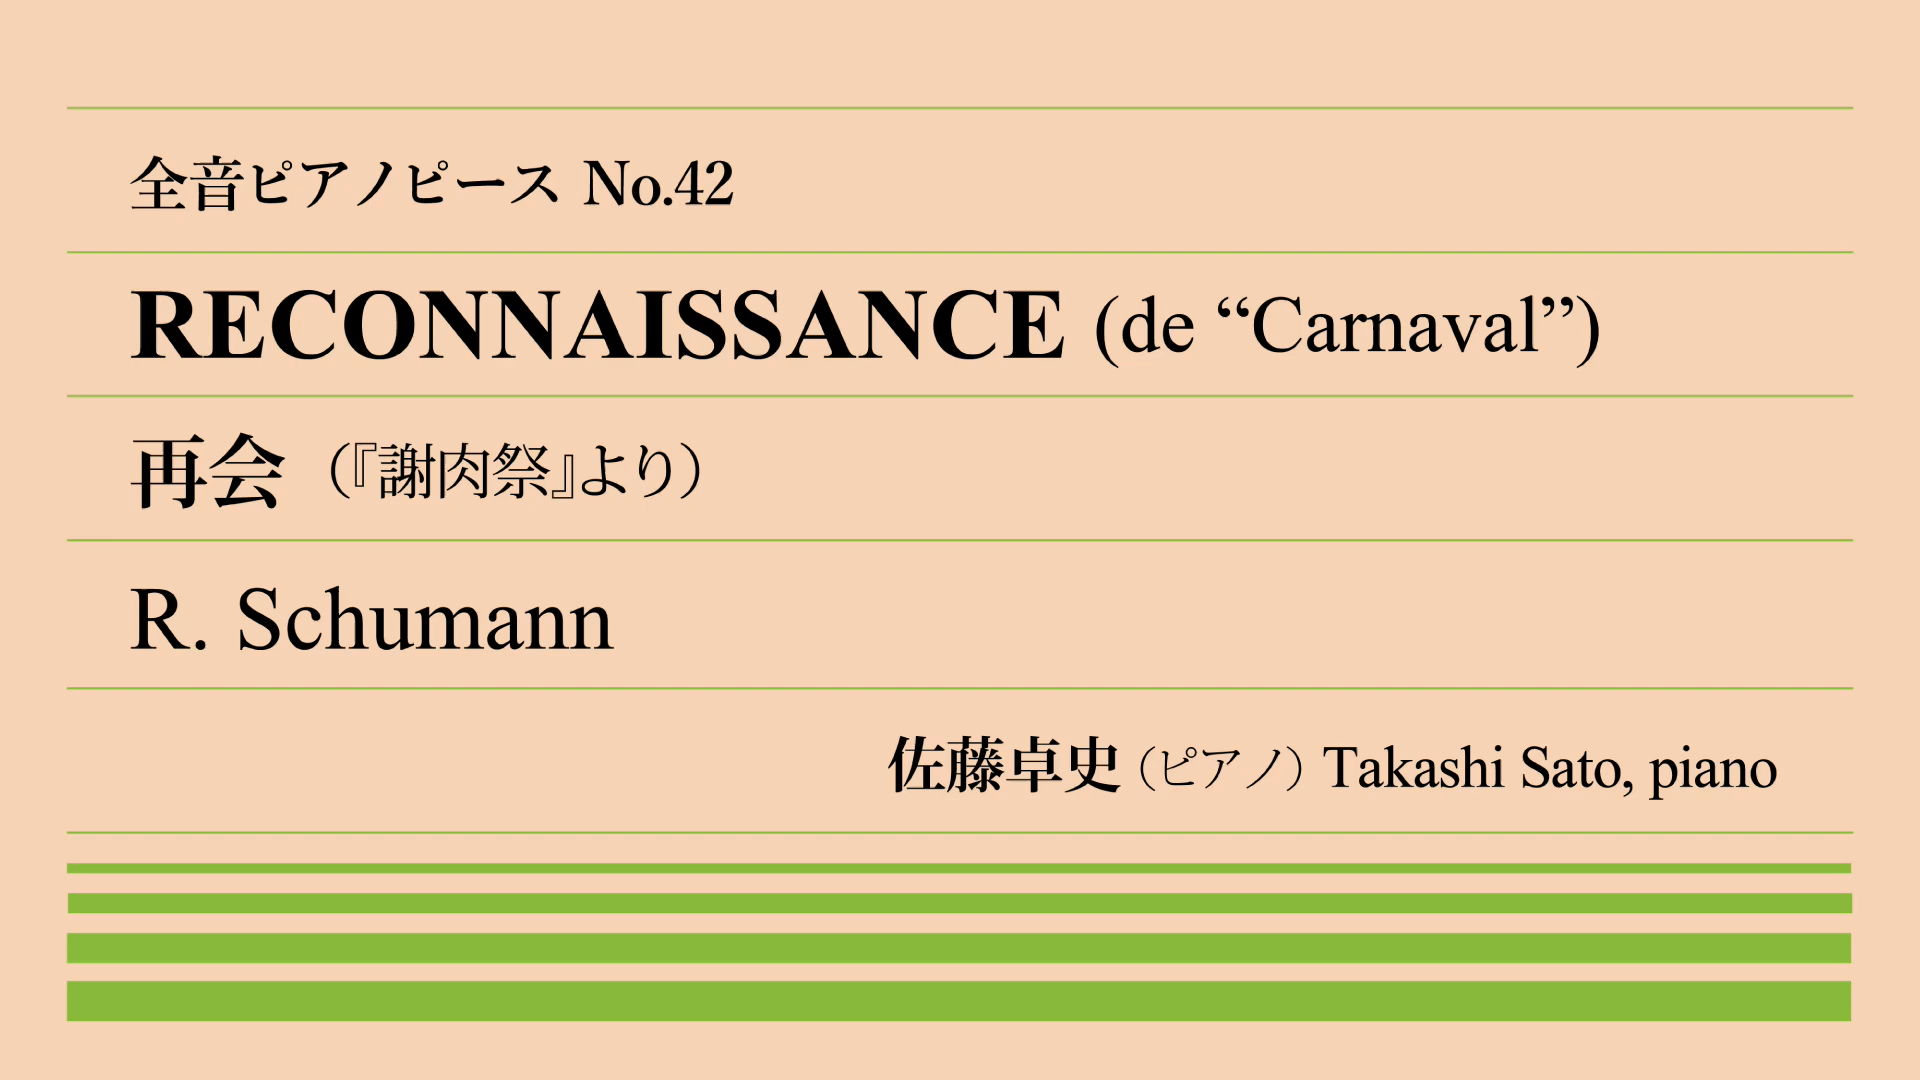 全音ピアノピース No.42
RECONNAISSANCE (de “Carnaval”)
再会（『謝肉祭』より）
R. Schumann
佐藤卓史（ピアノ）Takashi Sato, piano